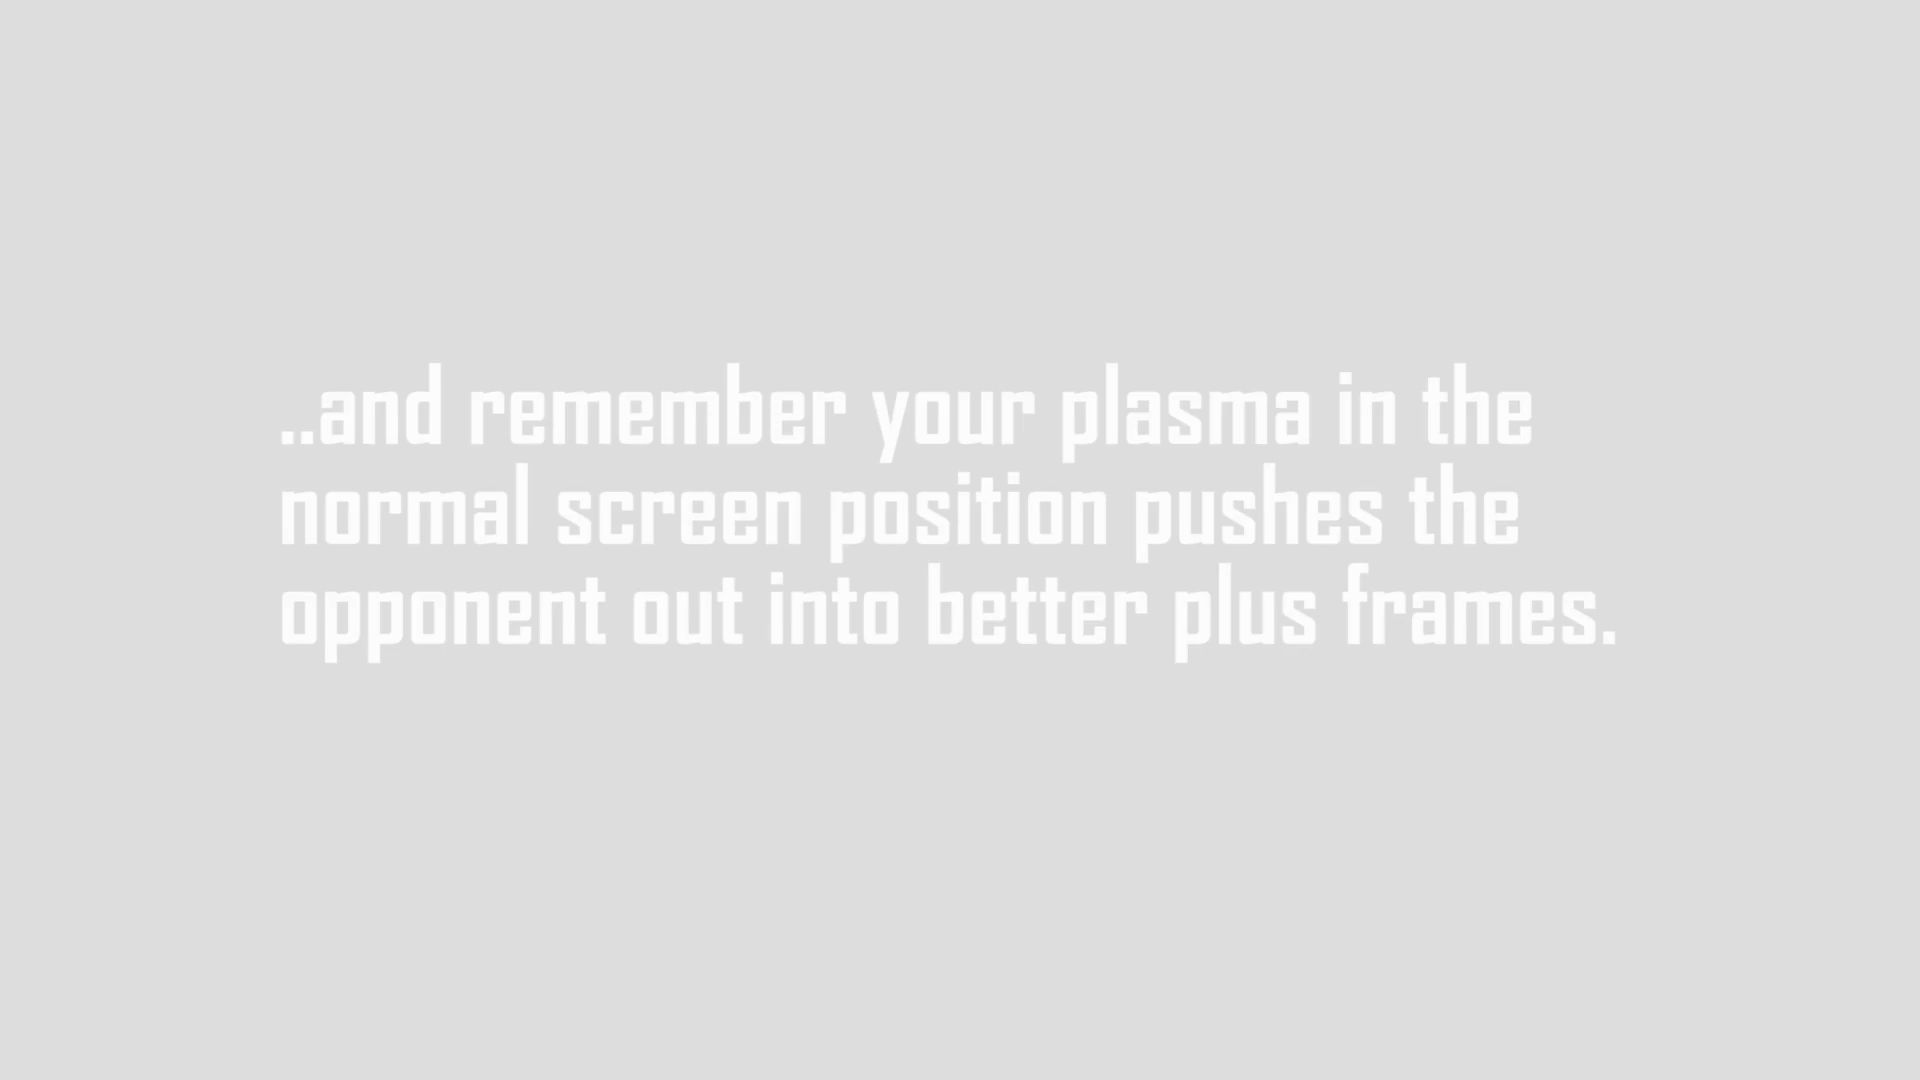 ..and remember your plasma in the
normal screen position pushes the
opponent out into better plus frames.